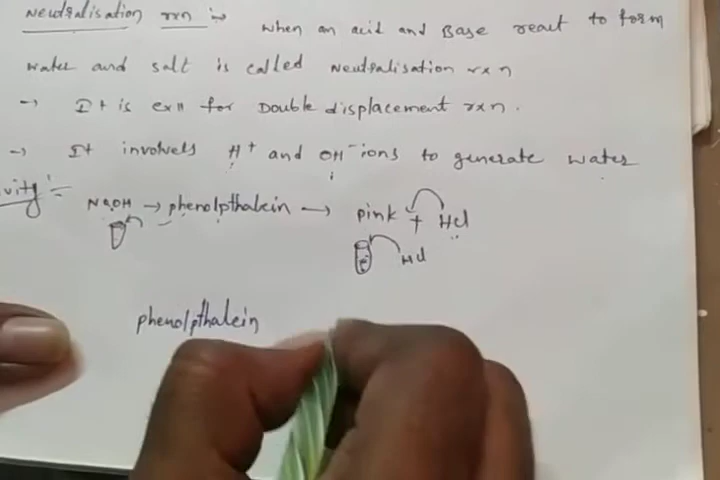 Neutralisation rxn :- When an acid and Base react to form
water and salt is called Neutralisation rxn
→ It is exn for Double displacement rxn.
→ It involvels H+ and OH- ions to generate water
vity :- NaOH → phenolpthalein → pink + Hcl
Hcl
phenolpthalein